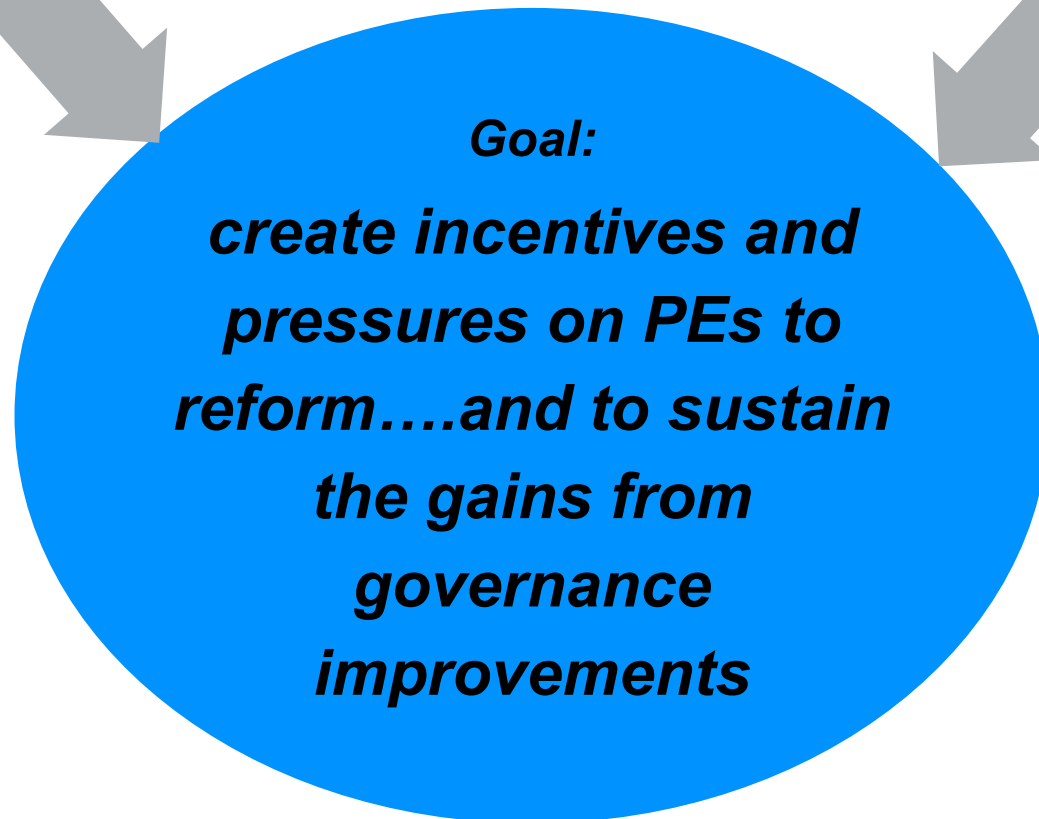 Goal:
create incentives and
pressures on PEs to
reform....and to sustain
the gains from
governance
improvements